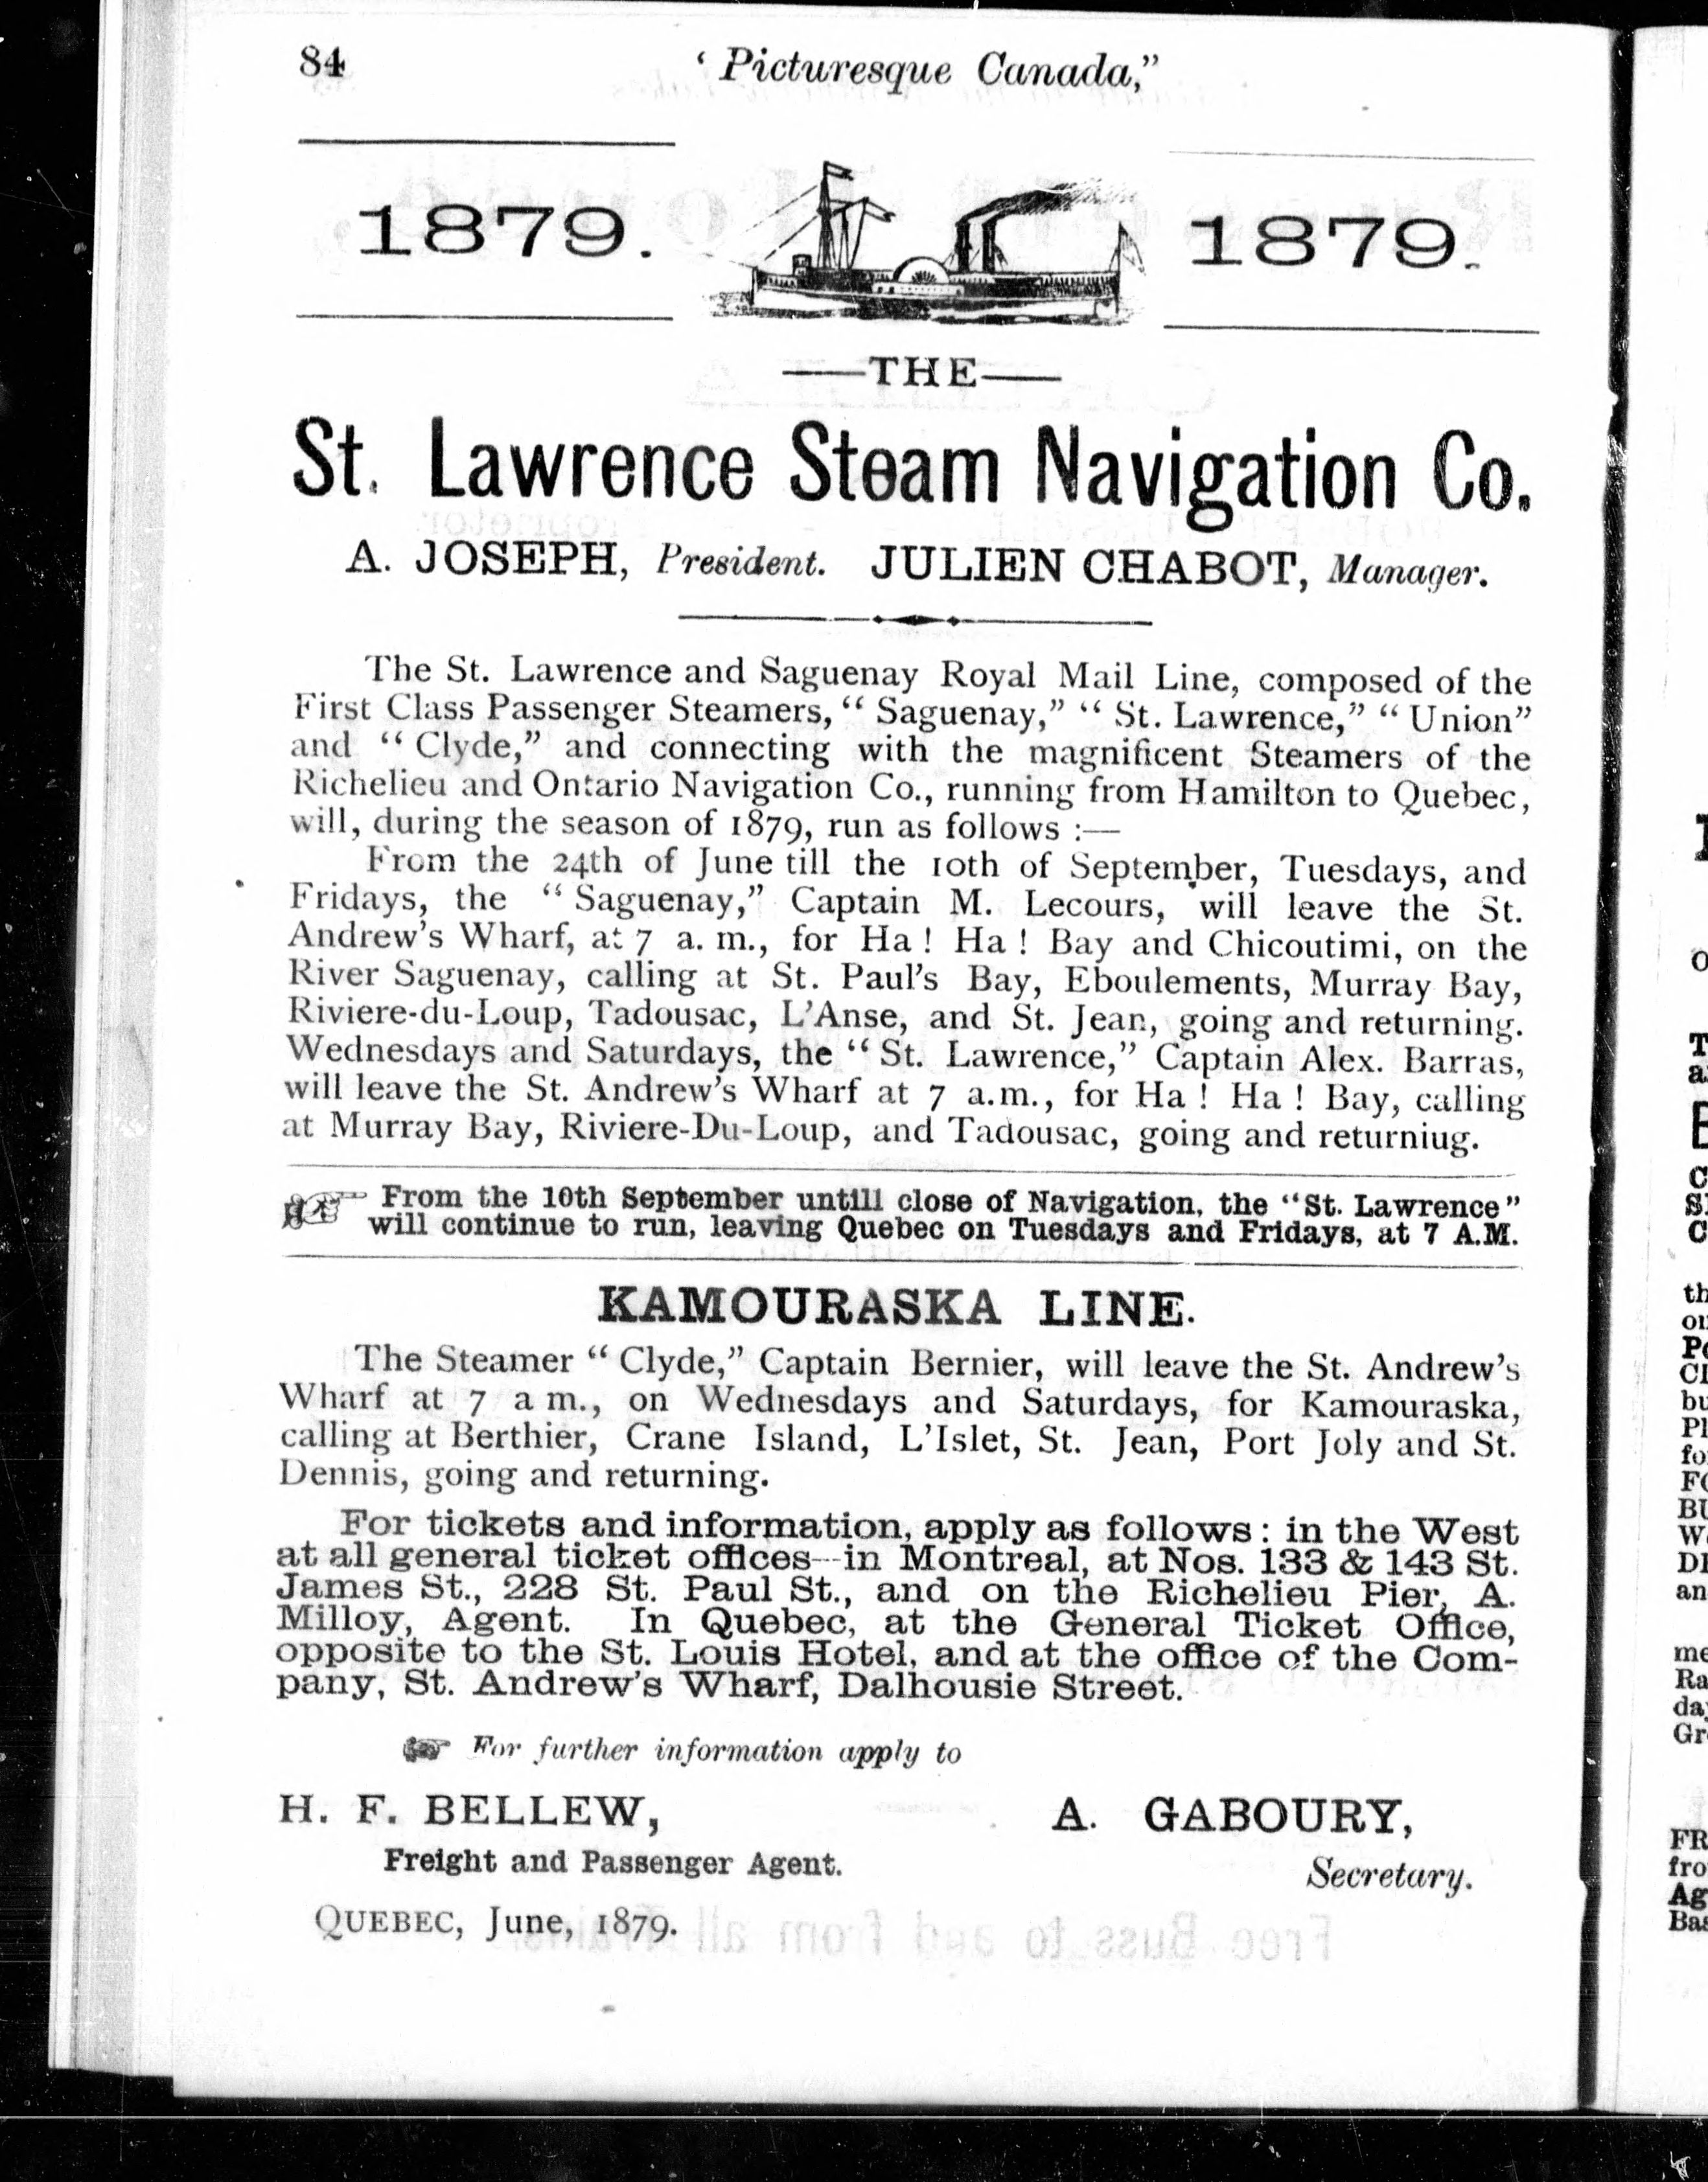 84 ‘ Picturesque Canada,”
1879. 1879.
—THE—
St. Lawrence Steam Navigation Co.
A. JOSEPH, President. JULIEN CHABOT, Manager.
The St. Lawrence and Saguenay Royal Mail Line, composed of the
First Class Passenger Steamers, “ Saguenay,” “ St. Lawrence,” “ Union”
and “ Clyde,” and connecting with the magnificent Steamers of the
Richelieu and Ontario Navigation Co., running from Hamilton to Quebec,
will, during the season of 1879, run as follows :—
From the 24th of June till the 10th of September, Tuesdays, and
Fridays, the “ Saguenay,” Captain M. Lecours, will leave the St.
Andrew’s Wharf, at 7 a. m., for Ha ! Ha ! Bay and Chicoutimi, on the
River Saguenay, calling at St. Paul’s Bay, Eboulements, Murray Bay,
Riviere-du-Loup, Tadousac, L’Anse, and St. Jean, going and returning.
Wednesdays and Saturdays, the “ St. Lawrence,” Captain Alex. Barras,
will leave the St. Andrew’s Wharf at 7 a.m., for Ha ! Ha ! Bay, calling
at Murray Bay, Riviere-Du-Loup, and Tadousac, going and returniug.
☞ From the 10th September untill close of Navigation, the “St. Lawrence”
will continue to run, leaving Quebec on Tuesdays and Fridays, at 7 A.M.
KAMOURASKA LINE.
The Steamer “ Clyde,” Captain Bernier, will leave the St. Andrew’s
Wharf at 7 a m., on Wednesdays and Saturdays, for Kamouraska,
calling at Berthier, Crane Island, L’Islet, St. Jean, Port Joly and St.
Dennis, going and returning.
For tickets and information, apply as follows : in the West
at all general ticket offices—in Montreal, at Nos. 133 & 143 St.
James St., 228 St. Paul St., and on the Richelieu Pier, A.
Milloy, Agent. In Quebec, at the General Ticket Office,
opposite to the St. Louis Hotel, and at the office of the Com-
pany, St. Andrew’s Wharf, Dalhousie Street.
☞ For further information apply to
H. F. BELLEW, A. GABOURY,
Freight and Passenger Agent. Secretary.
QUEBEC, June, 1879.